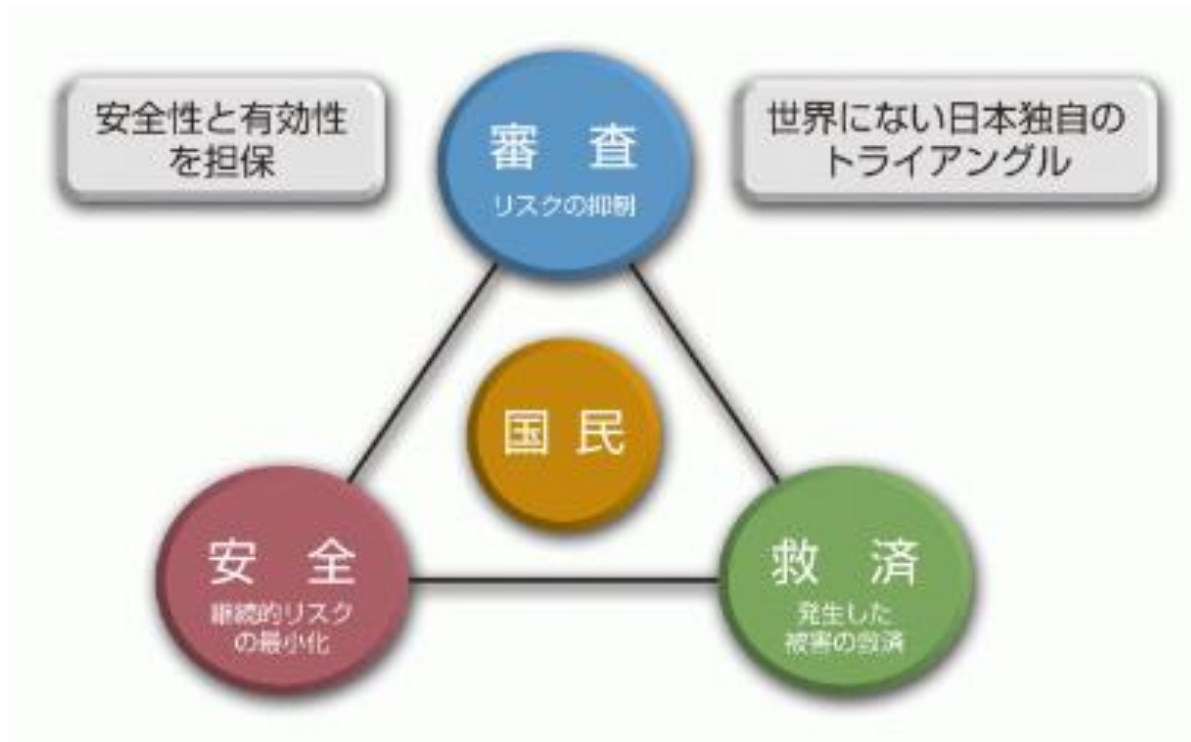 安全性と有効性
を担保
世界にない日本独自の
トライアングル
審 査
リスクの抑制
国 民
安 全
継続的リスク
の最小化
救 済
発生した
被害の救済